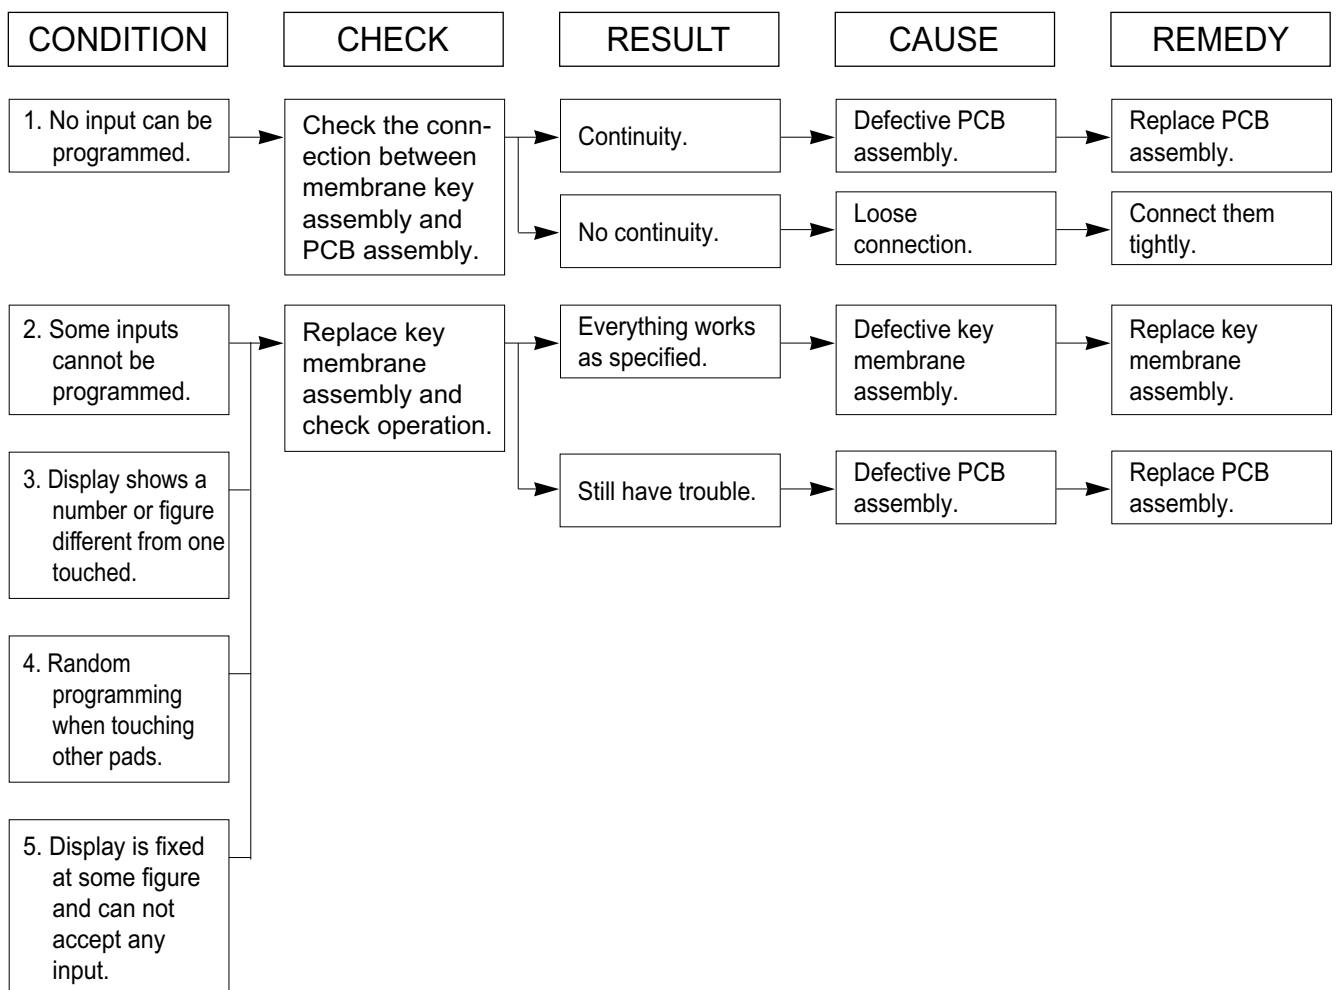 CONDITION
CHECK
RESULT
CAUSE
REMEDY
1. No input can be
programmed.
Check the conn-
ection between
membrane key
assembly and
PCB assembly.
Continuity.
Defective PCB
assembly.
Replace PCB
assembly.
No continuity.
Loose
connection.
Connect them
tightly.
2. Some inputs
cannot be
programmed.
Replace key
membrane
assembly and
check operation.
Everything works
as specified.
Defective key
membrane
assembly.
Replace key
membrane
assembly.
Still have trouble.
Defective PCB
assembly.
Replace PCB
assembly.
3. Display shows a
number or figure
different from one
touched.
4. Random
programming
when touching
other pads.
5. Display is fixed
at some figure
and can not
accept any
input.